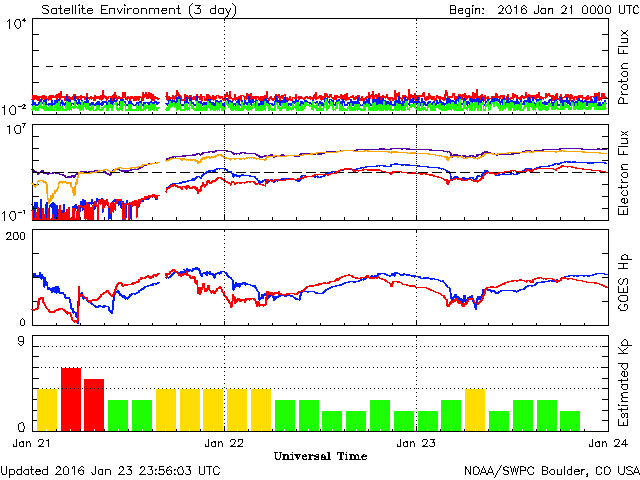 Satellite Environment (3 day) Begin: 2016 Jan 21 0000 UTC
10^4
10^-2
Proton Flux
10^7
10^-1
Electron Flux
200
0
GOES Hp
9
0
Estimated Kp
Jan 21 Jan 22 Jan 23 Jan 24
Universal Time
Updated 2016 Jan 23 23:56:03 UTC NOAA/SWPC Boulder, CO USA